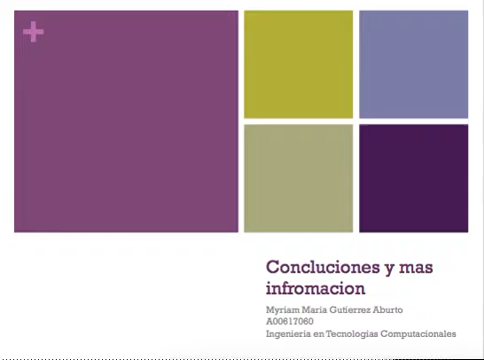 +
Concluciones y mas
infromacion
Myriam Maria Gutierrez Aburto
A00617060
Ingenieria en Tecnologias Computacionales